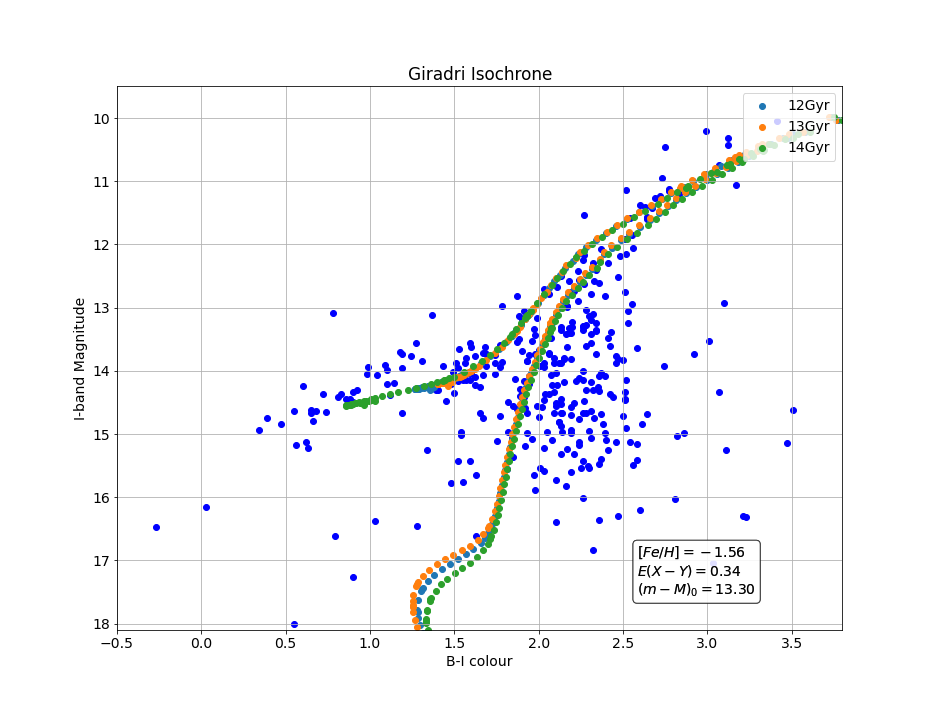 Giradri Isochrone
12Gyr
13Gyr
14Gyr
10
11
12
13
14
15
16
17
18
I-band Magnitude
[Fe/H] = −1.56
E(X − Y) = 0.34
(m − M)₀ = 13.30
−0.5 0.0 0.5 1.0 1.5 2.0 2.5 3.0 3.5
B-I colour